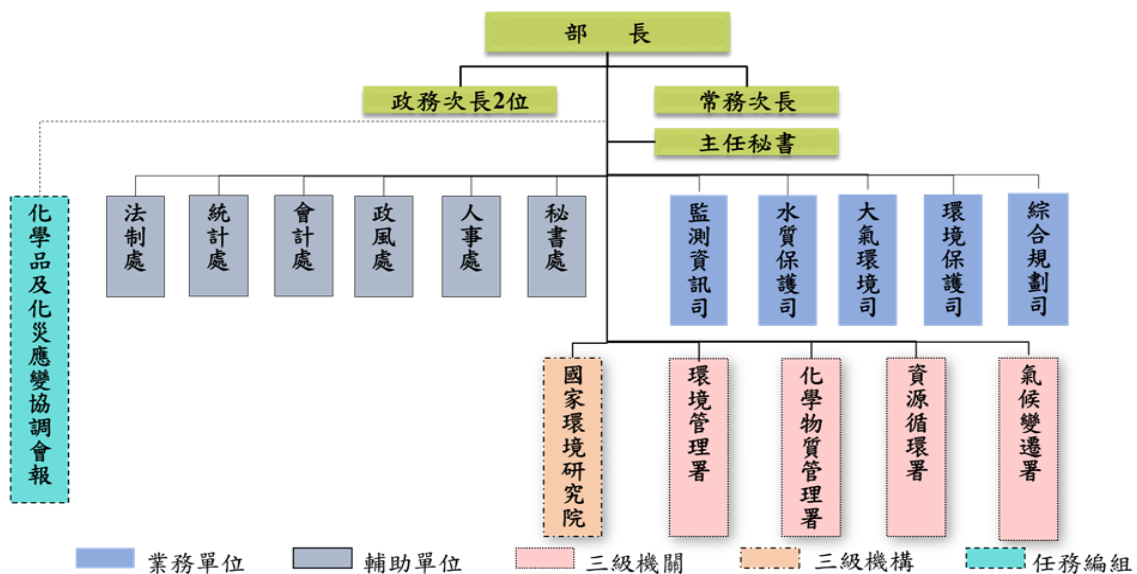 部 長
政務次長2位
常務次長
主任秘書
化學品及化災應變協調會報
法制處
統計處
會計處
政風處
人事處
秘書處
監測資訊司
水質保護司
大氣環境司
環境保護司
綜合規劃司
國家環境研究院
環境管理署
化學物質管理署
資源循環署
氣候變遷署
業務單位
輔助單位
三級機關
三級機構
任務編組